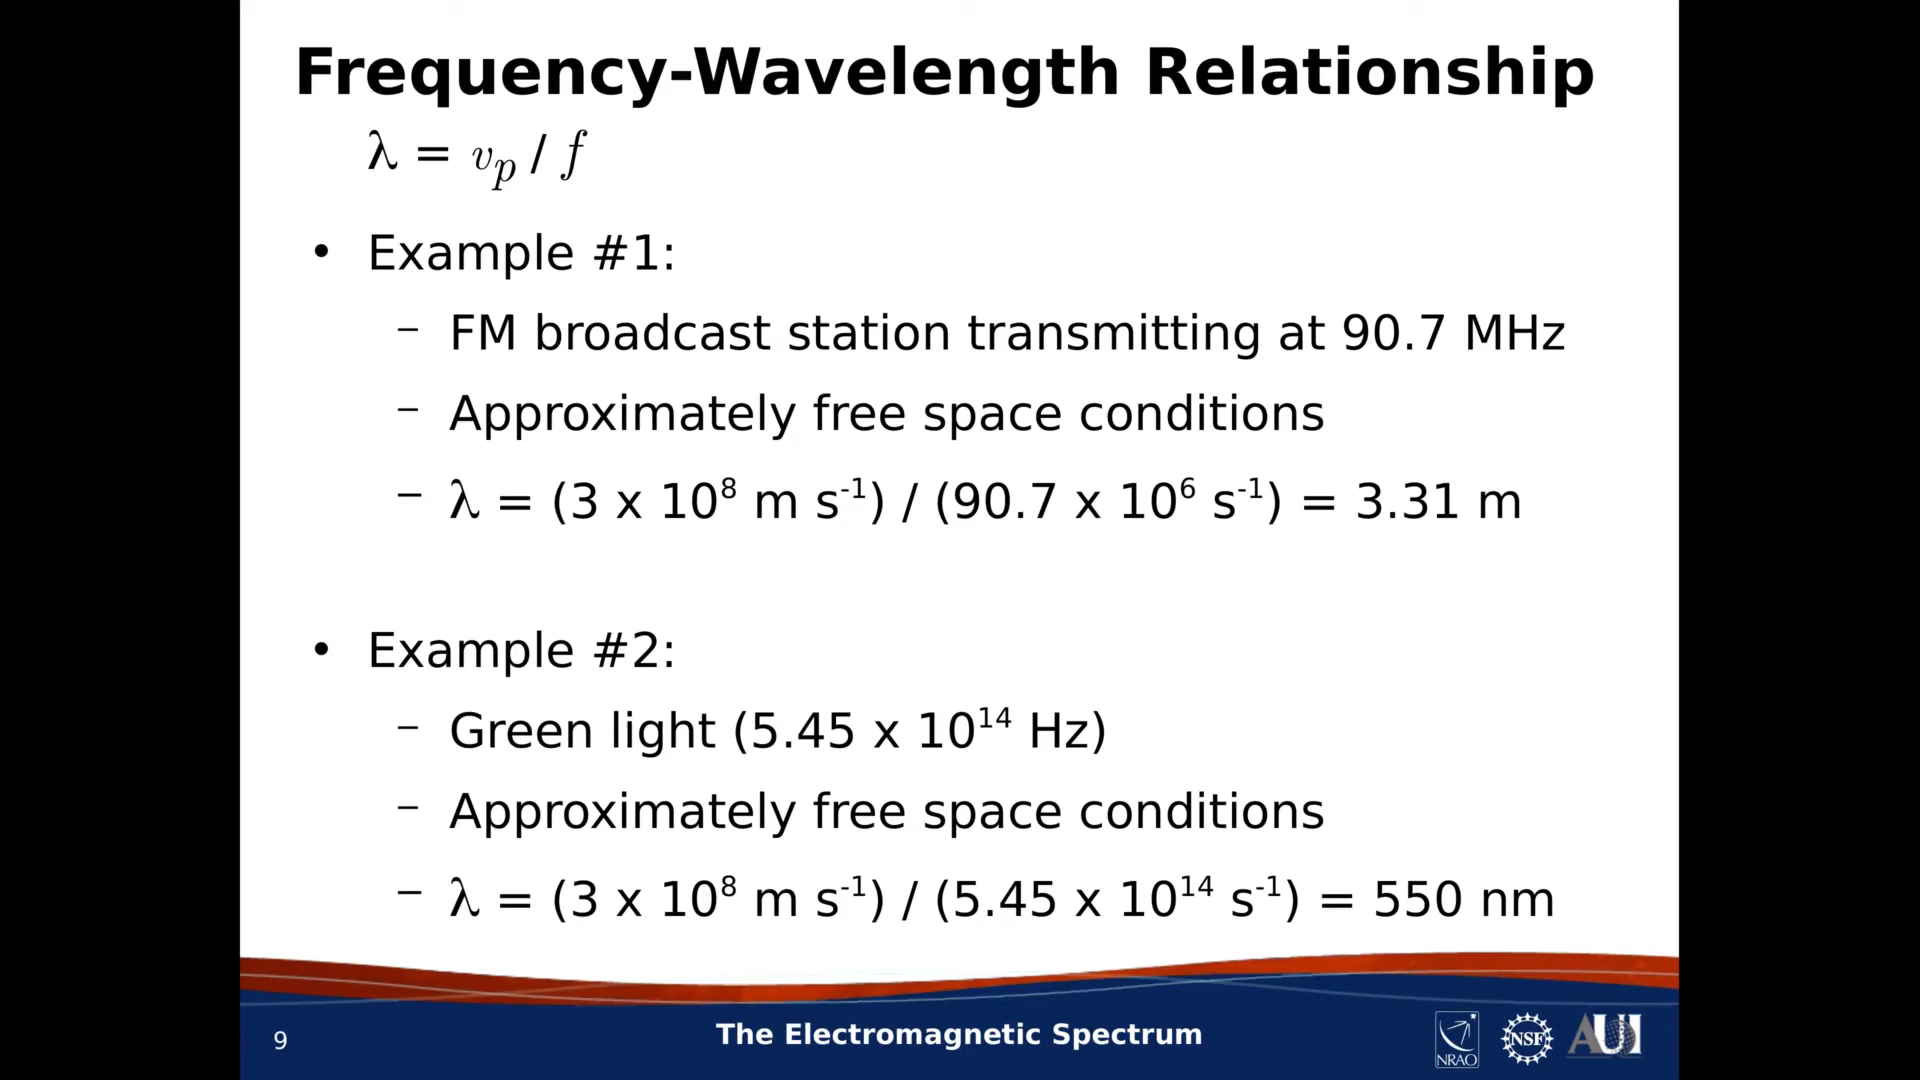 Frequency-Wavelength Relationship
λ = vₚ / f
• Example #1:
– FM broadcast station transmitting at 90.7 MHz
– Approximately free space conditions
– λ = (3 x 10⁸ m s⁻¹) / (90.7 x 10⁶ s⁻¹) = 3.31 m
• Example #2:
– Green light (5.45 x 10¹⁴ Hz)
– Approximately free space conditions
– λ = (3 x 10⁸ m s⁻¹) / (5.45 x 10¹⁴ s⁻¹) = 550 nm
9
The Electromagnetic Spectrum
NRAO
NSF
AUI